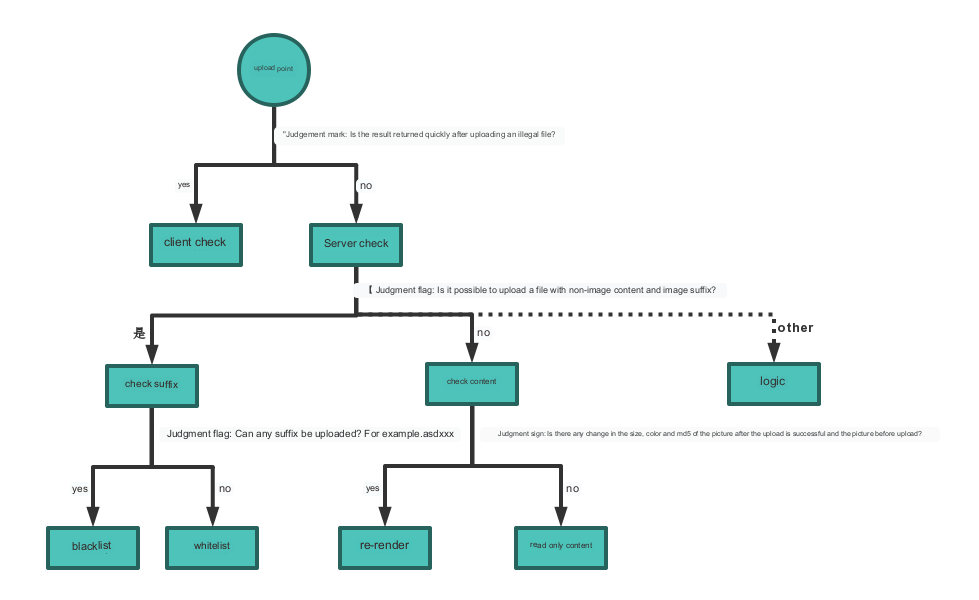 upload point
"Judgement mark: Is the result returned quickly after uploading an illegal file?
yes
no
client check
Server check
【 Judgment flag: Is it possible to upload a file with non-image content and image suffix?
是
no
other
check suffix
check content
logic
Judgment flag: Can any suffix be uploaded? For example.asdxxx
Judgment sign: Is there any change in the size, color and md5 of the picture after the upload is successful and the picture before upload?
yes
no
yes
no
blacklist
whitelist
re-render
read only content